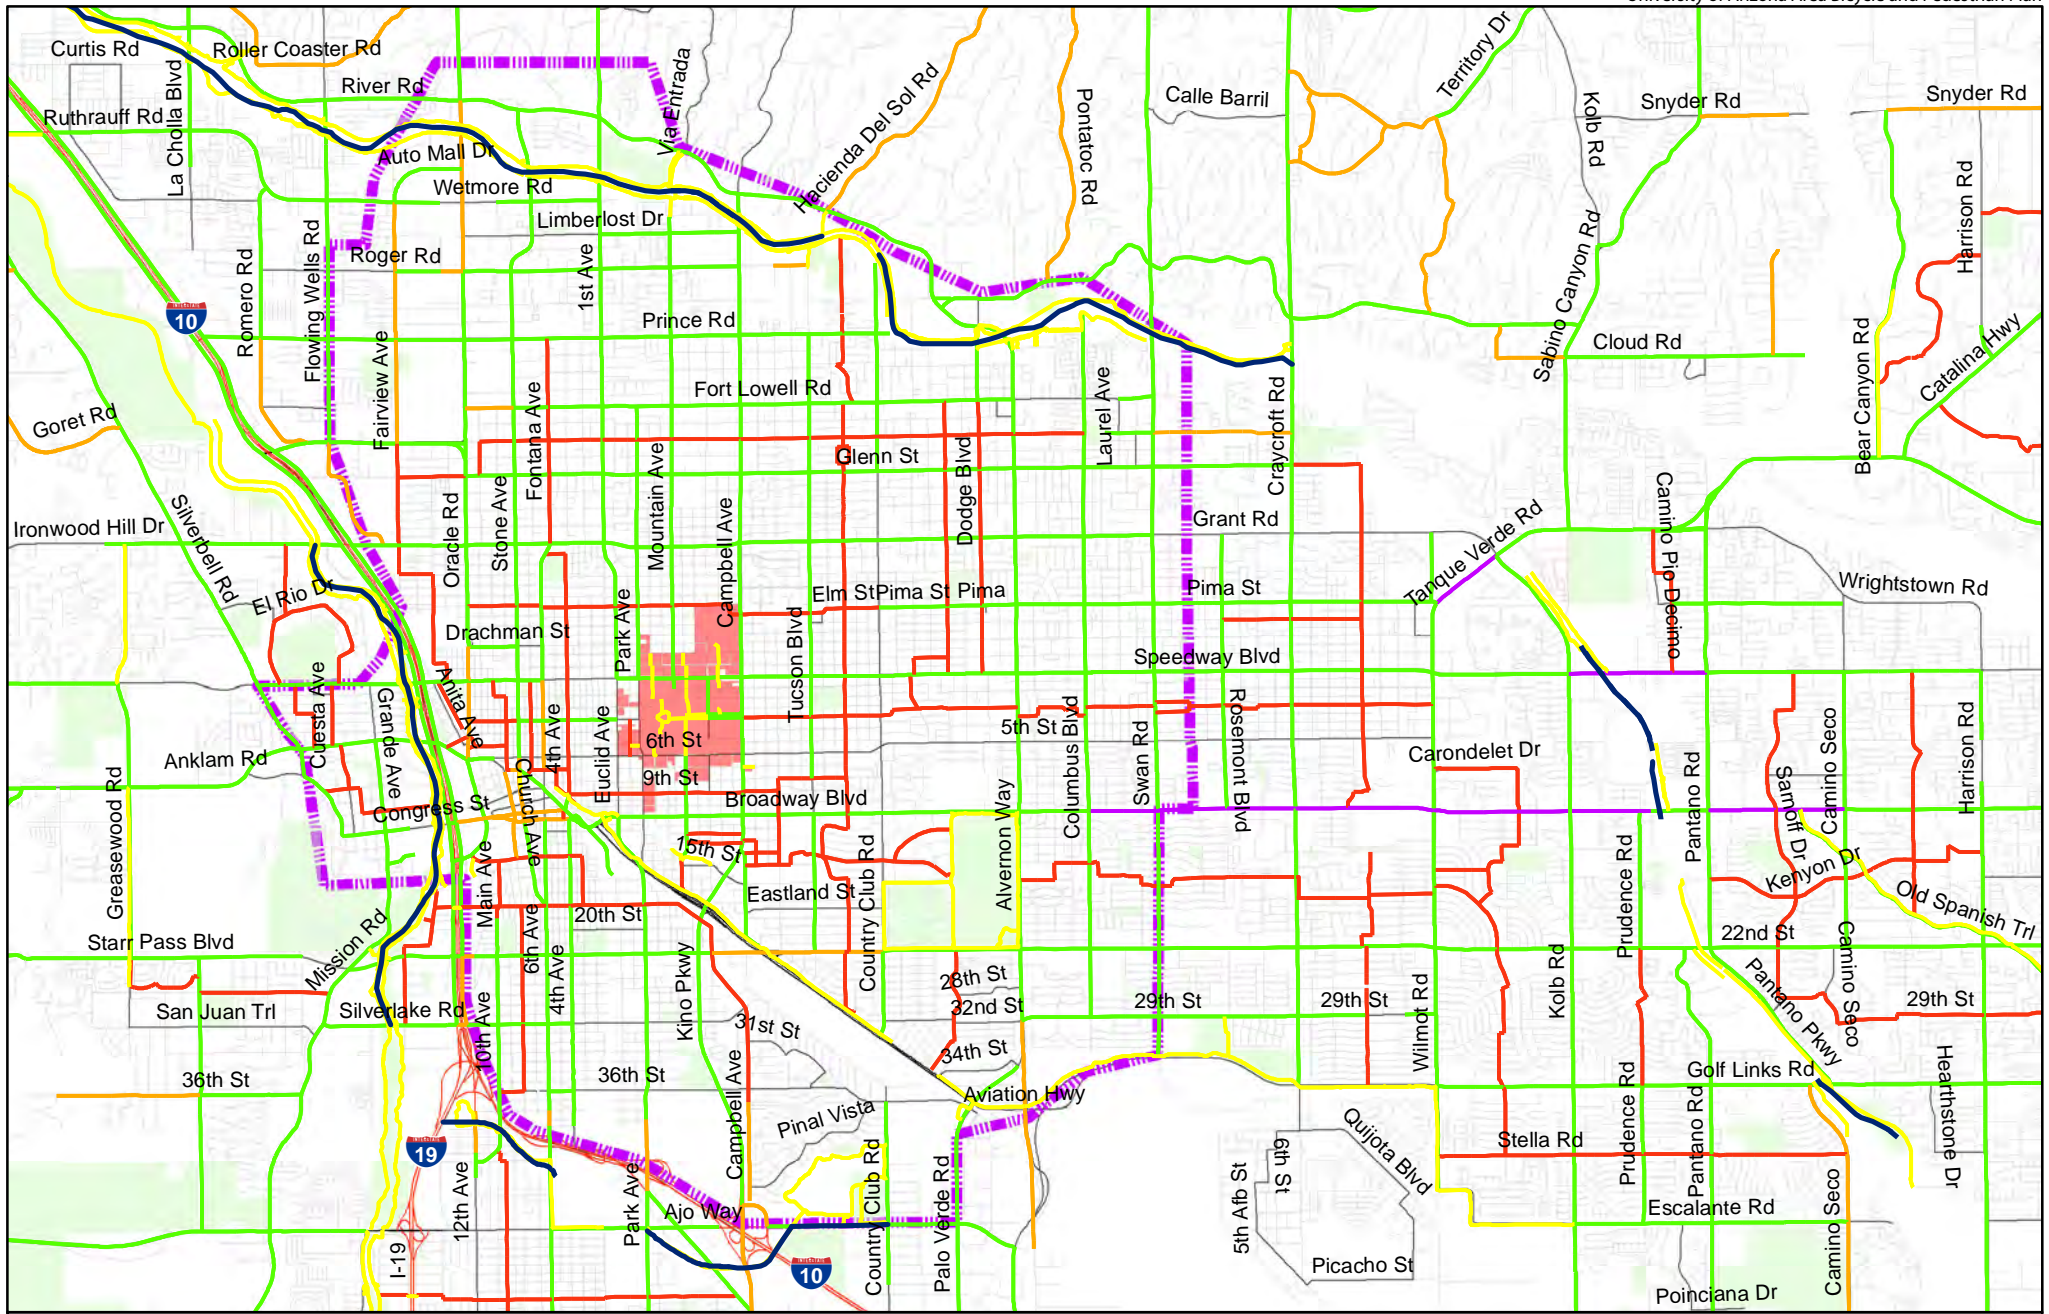 University of Arizona Area Bicycle and Pedestrian Plan
Curtis Rd
Roller Coaster Rd
La Cholla Blvd
River Rd
Via Entrada
Hacienda Del Sol Rd
Pontatoc Rd
Calle Barril
Territory Dr
Kolb Rd
Snyder Rd
Snyder Rd
Ruthrauff Rd
Auto Mall Dr
Wetmore Rd
Limberlost Dr
Harrison Rd
Romero Rd
Flowing Wells Rd
Roger Rd
1st Ave
Sabino Canyon Rd
10
Prince Rd
Fairview Ave
Cloud Rd
Bear Canyon Rd
Catalina Hwy
Fort Lowell Rd
Fontana Ave
Laurel Ave
Craycroft Rd
Goret Rd
Mountain Ave
Glenn St
Dodge Blvd
Silverbell Rd
Ironwood Hill Dr
Oracle Rd
Stone Ave
Campbell Ave
Grant Rd
Tanque Verde Rd
Camino Pio Decimo
El Rio Dr
Park Ave
Elm St
Pima St
Pima
Pima St
Wrightstown Rd
Drachman St
Tucson Blvd
Speedway Blvd
Anita Ave
Cuesta Ave
Grande Ave
4th Ave
Euclid Ave
6th St
5th St
Columbus Blvd
Swan Rd
Rosemont Blvd
Carondelet Dr
Camino Seco
Harrison Rd
Anklam Rd
Greasewood Rd
9th St
Church Ave
Congress St
Broadway Blvd
Alvernon Way
Pantano Rd
Sarnoff Dr
Main Ave
15th St
Country Club Rd
Eastland St
Prudence Rd
Kenyon Dr
Old Spanish Trl
20th St
6th Ave
4th Ave
Starr Pass Blvd
Mission Rd
Kino Pkwy
22nd St
Camino Seco
28th St
Kolb Rd
Wilmot Rd
Pantano Pkwy
San Juan Trl
Silverlake Rd
10th Ave
31st St
32nd St
29th St
29th St
29th St
34th St
36th St
36th St
Campbell Ave
Aviation Hwy
Golf Links Rd
Hearthstone Dr
Prudence Rd
Pantano Rd
Pinal Vista
Quijota Blvd
Stella Rd
19
12th Ave
Park Ave
Country Club Rd
Palo Verde Rd
5th Afb St
6th St
Camino Seco
Ajo Way
Escalante Rd
I-19
10
Picacho St
Poinciana Dr